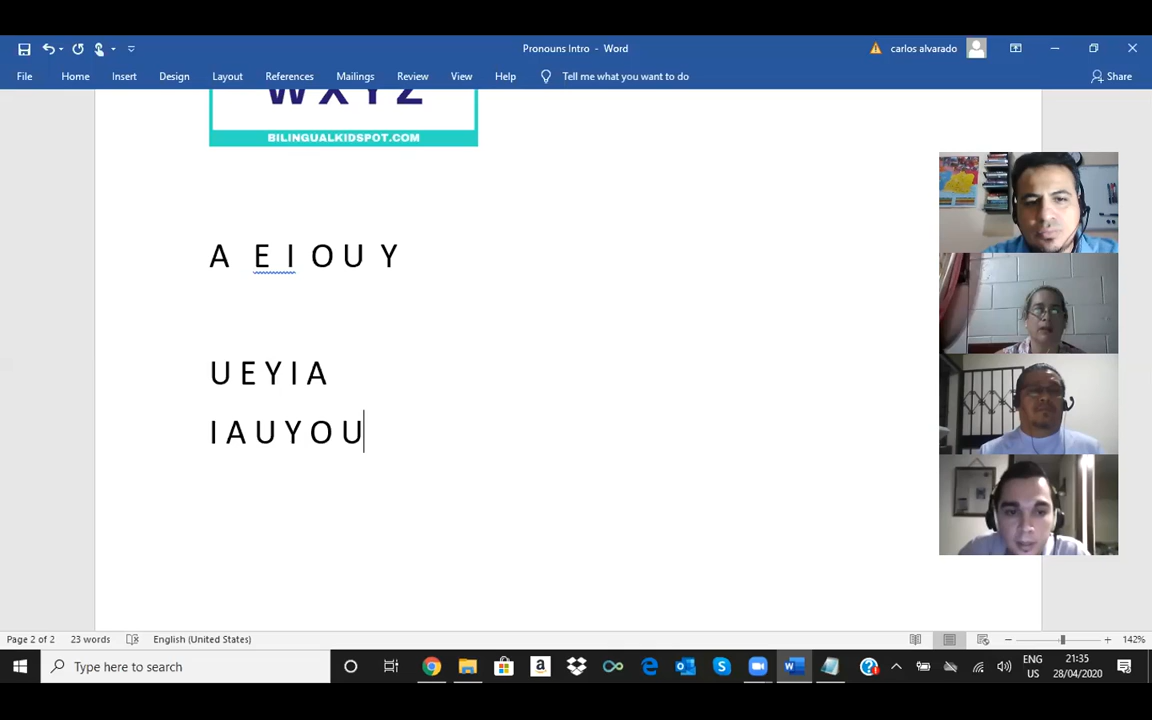 Pronouns Intro - Word
carlos alvarado
File Home Insert Design Layout References Mailings Review View Help Tell me what you want to do Share
W X Y Z
BILINGUALKIDSPOT.COM
A E I O U Y
U E Y I A
I A U Y O U
Page 2 of 2 23 words English (United States) 142%
Type here to search
ENG 21:35
US 28/04/2020